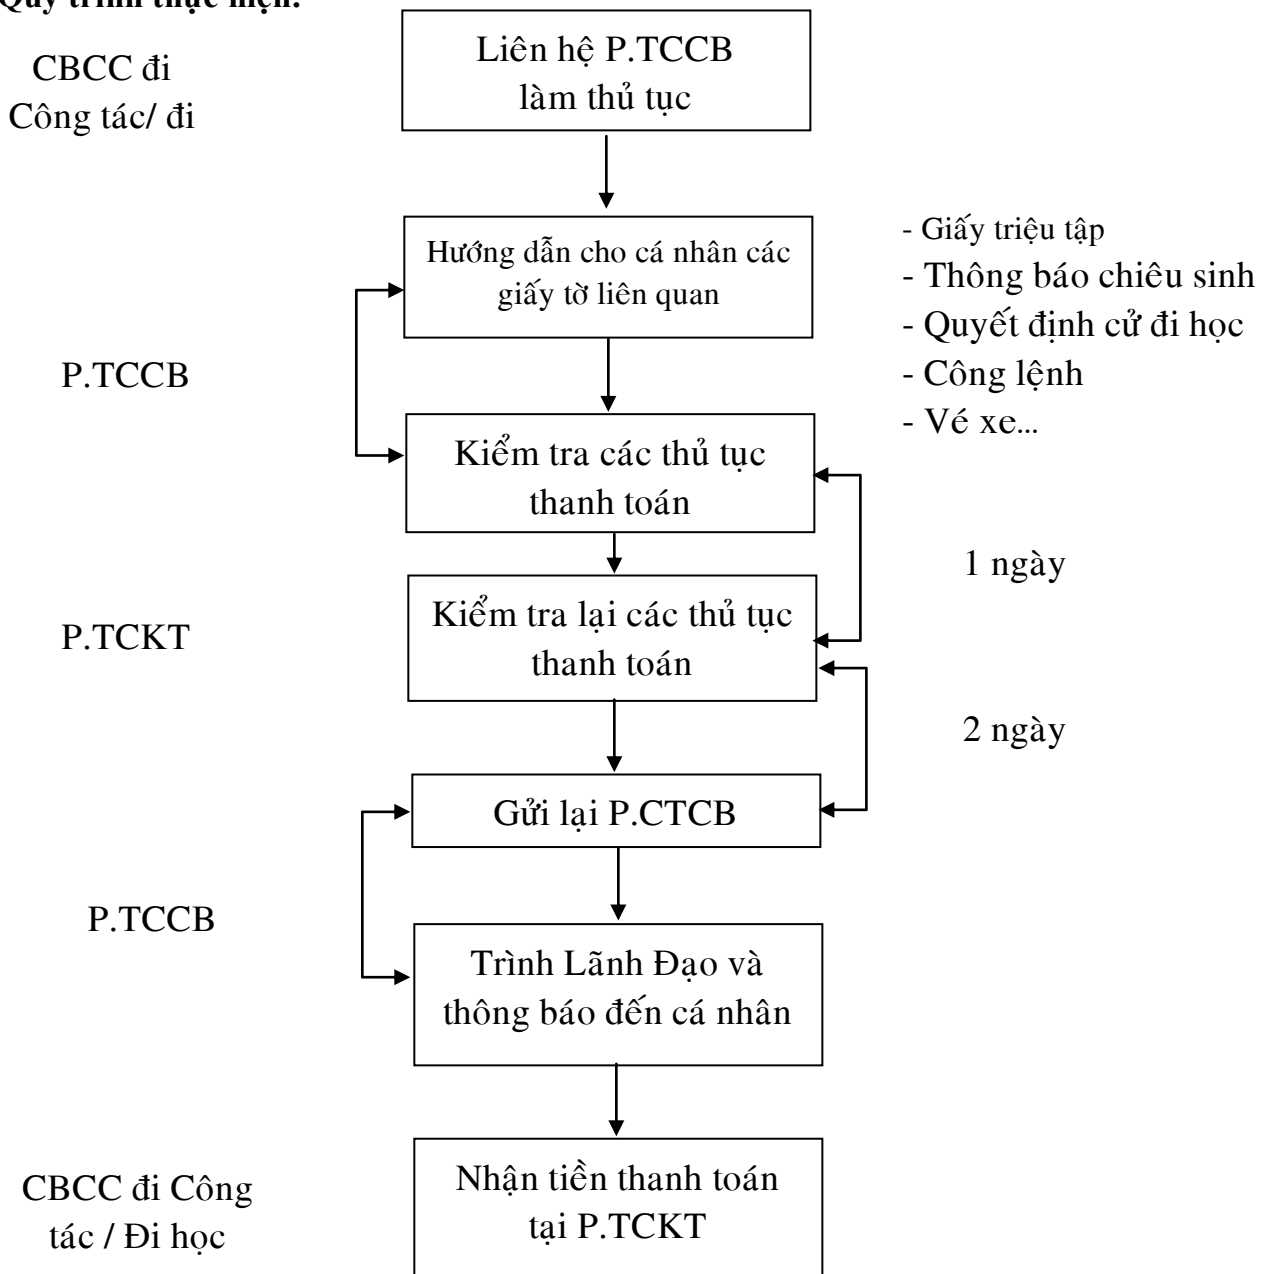 Quy trình thực hiện:
CBCC đi
Công tác/ đi
Liên hệ P.TCCB
làm thủ tục
Hướng dẫn cho cá nhân các
giấy tờ liên quan
- Giấy triệu tập
- Thông báo chiêu sinh
- Quyết định cử đi học
- Công lệnh
- Vé xe...
P.TCCB
Kiểm tra các thủ tục
thanh toán
1 ngày
P.TCKT
Kiểm tra lại các thủ tục
thanh toán
2 ngày
Gửi lại P.CTCB
P.TCCB
Trình Lãnh Đạo và
thông báo đến cá nhân
CBCC đi Công
tác / Đi học
Nhận tiền thanh toán
tại P.TCKT